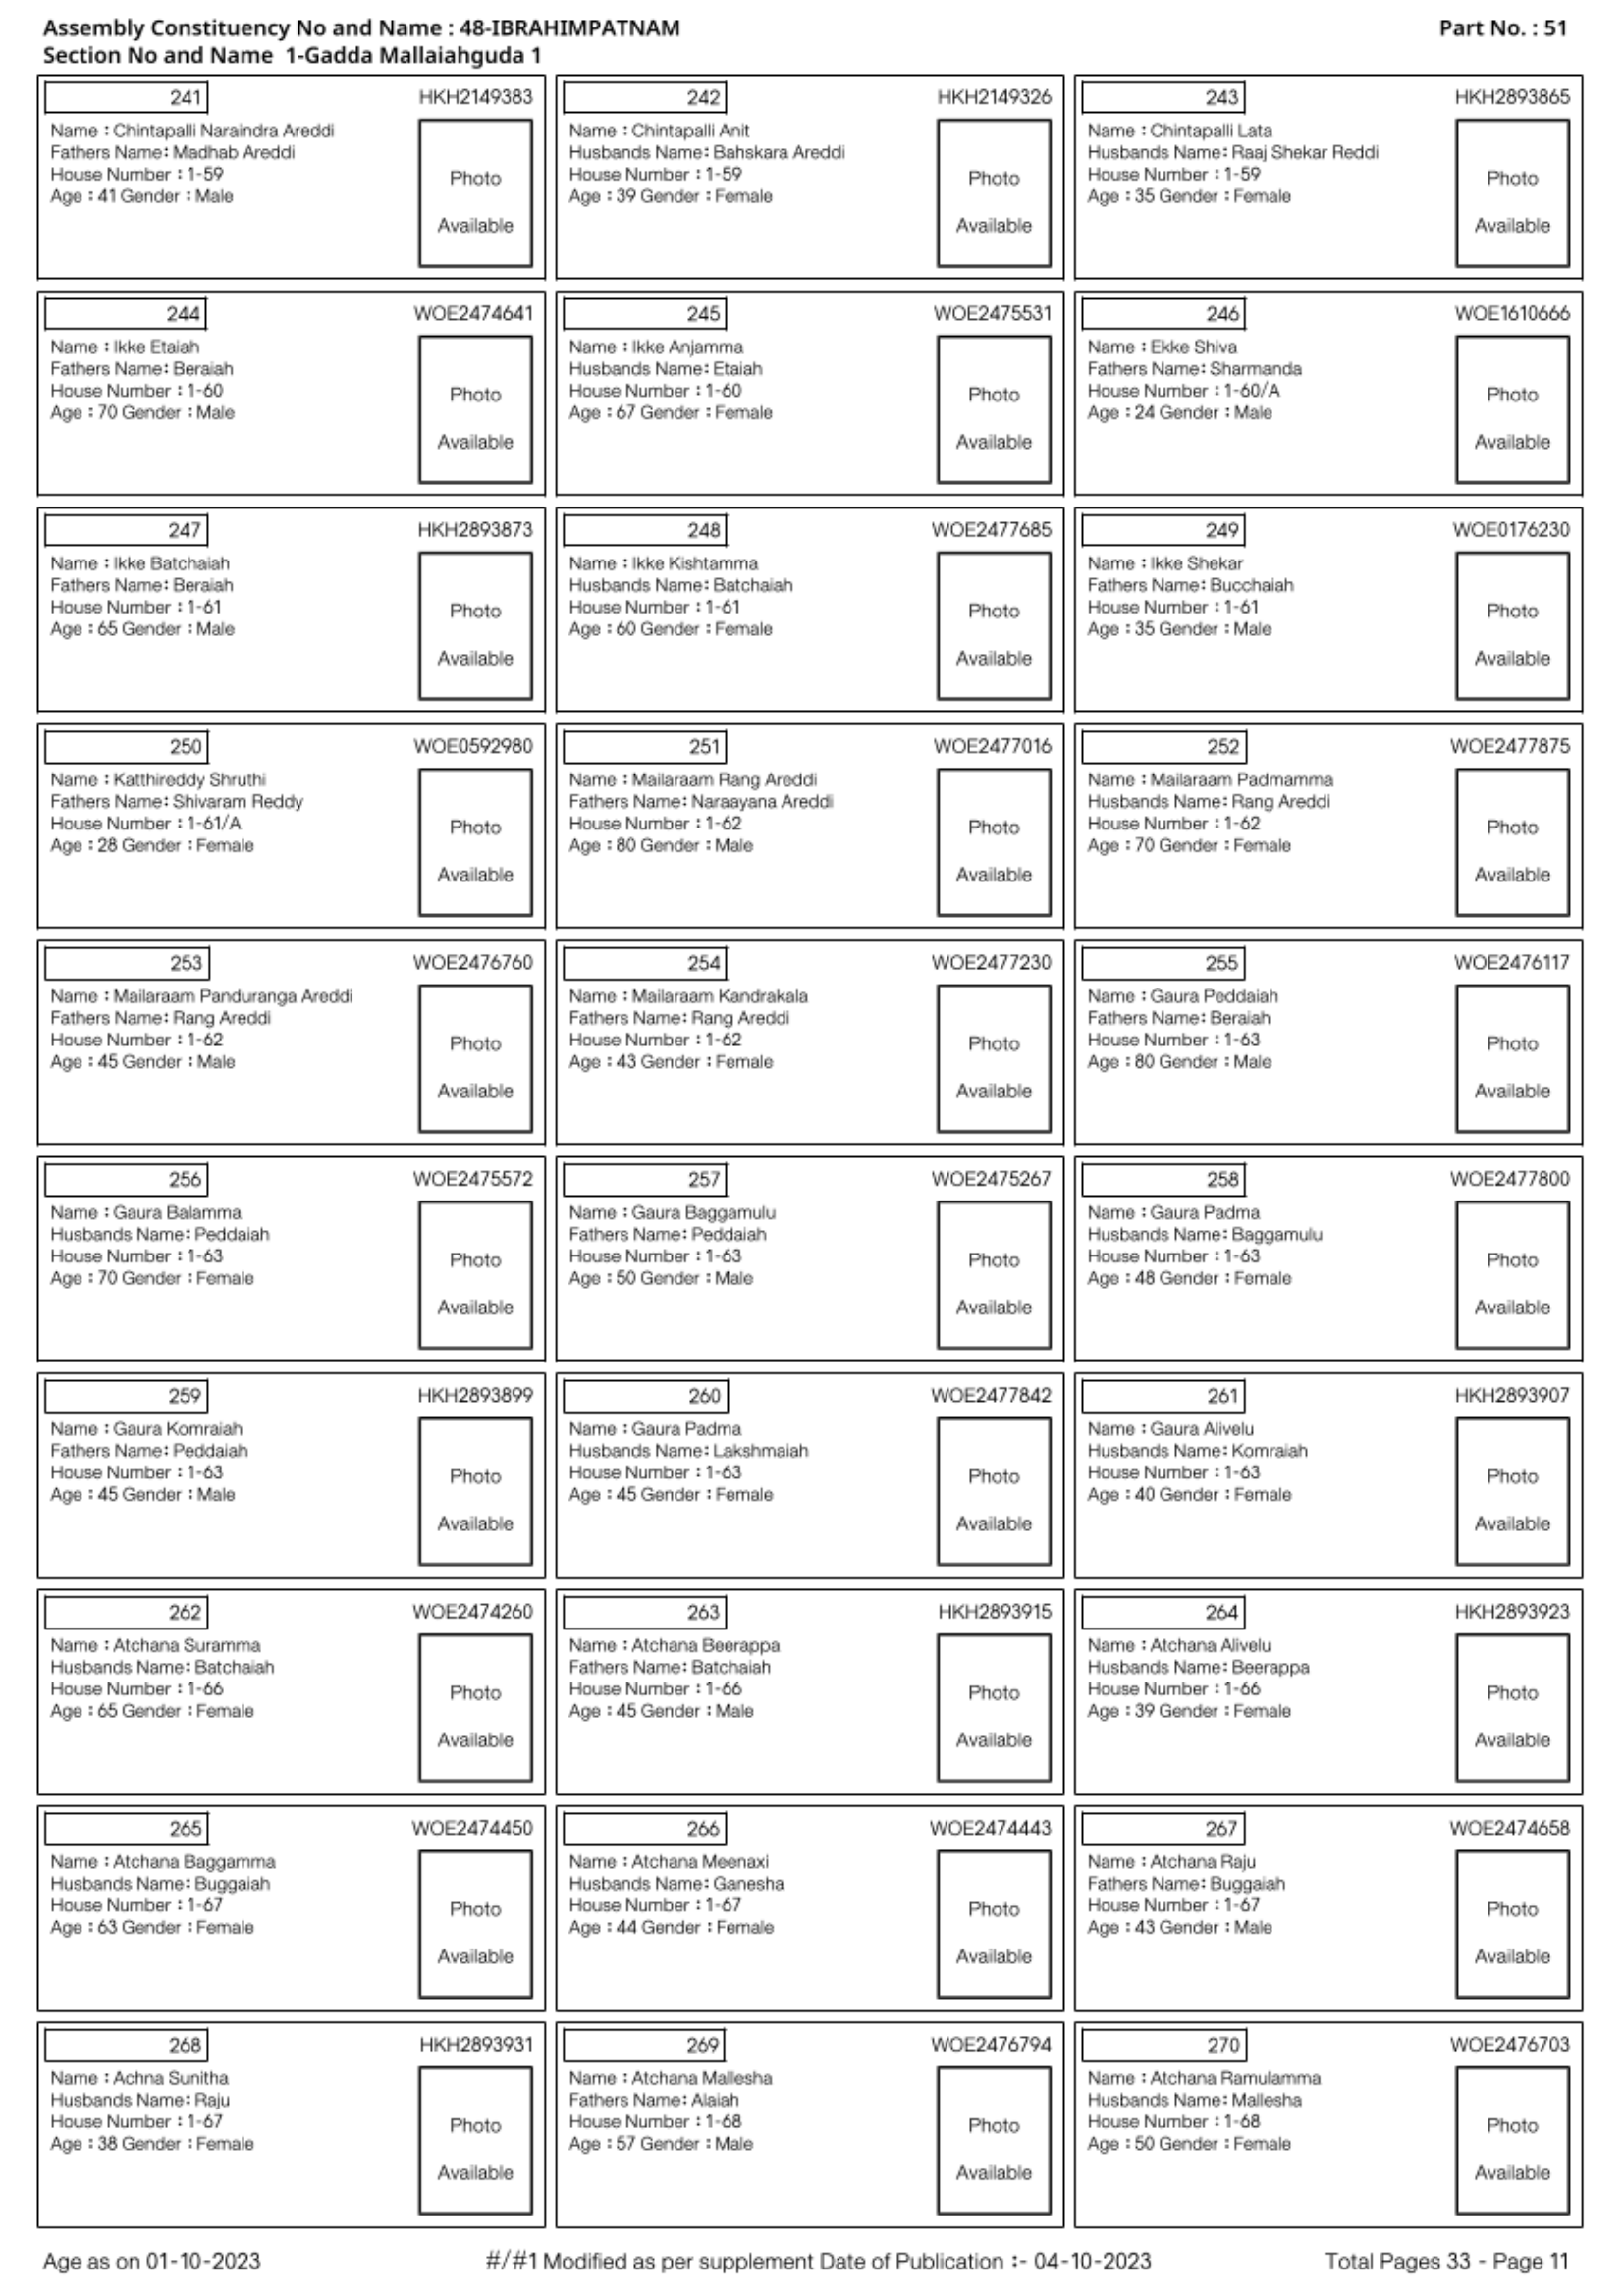 Assembly Constituency No and Name : 48-IBRAHIMPATNAM
Part No. : 51
Section No and Name 1-Gadda Mallaiahguda 1
241
HKH2149383
Name : Chintapalli Naraindra Areddi
Fathers Name: Madhab Areddi
House Number : 1-59
Age : 41 Gender : Male
Photo
Available
242
HKH2149326
Name : Chintapalli Anit
Husbands Name: Bahskara Areddi
House Number : 1-59
Age : 39 Gender : Female
Photo
Available
243
HKH2893865
Name : Chintapalli Lata
Husbands Name: Raaj Shekar Reddi
House Number : 1-59
Age : 35 Gender : Female
Photo
Available
244
WOE2474641
Name : Ikke Etaiah
Fathers Name: Beraiah
House Number : 1-60
Age : 70 Gender : Male
Photo
Available
245
WOE2475531
Name : Ikke Anjamma
Husbands Name: Etaiah
House Number : 1-60
Age : 67 Gender : Female
Photo
Available
246
WOE1610666
Name : Ekke Shiva
Fathers Name: Sharmanda
House Number : 1-60/A
Age : 24 Gender : Male
Photo
Available
247
HKH2893873
Name : Ikke Batchaiah
Fathers Name: Beraiah
House Number : 1-61
Age : 65 Gender : Male
Photo
Available
248
WOE2477685
Name : Ikke Kishtamma
Husbands Name: Batchaiah
House Number : 1-61
Age : 60 Gender : Female
Photo
Available
249
WOE0176230
Name : Ikke Shekar
Fathers Name: Bucchaiah
House Number : 1-61
Age : 35 Gender : Male
Photo
Available
250
WOE0592980
Name : Katthireddy Shruthi
Fathers Name: Shivaram Reddy
House Number : 1-61/A
Age : 28 Gender : Female
Photo
Available
251
WOE2477016
Name : Mailaraam Rang Areddi
Fathers Name: Naraayana Areddi
House Number : 1-62
Age : 80 Gender : Male
Photo
Available
252
WOE2477875
Name : Mailaraam Padmamma
Husbands Name: Rang Areddi
House Number : 1-62
Age : 70 Gender : Female
Photo
Available
253
WOE2476760
Name : Mailaraam Panduranga Areddi
Fathers Name: Rang Areddi
House Number : 1-62
Age : 45 Gender : Male
Photo
Available
254
WOE2477230
Name : Mailaraam Kandrakala
Fathers Name: Rang Areddi
House Number : 1-62
Age : 43 Gender : Female
Photo
Available
255
WOE2476117
Name : Gaura Peddaiah
Fathers Name: Beraiah
House Number : 1-63
Age : 80 Gender : Male
Photo
Available
256
WOE2475572
Name : Gaura Balamma
Husbands Name: Peddaiah
House Number : 1-63
Age : 70 Gender : Female
Photo
Available
257
WOE2475267
Name : Gaura Baggamulu
Fathers Name: Peddaiah
House Number : 1-63
Age : 50 Gender : Male
Photo
Available
258
WOE2477800
Name : Gaura Padma
Husbands Name: Baggamulu
House Number : 1-63
Age : 48 Gender : Female
Photo
Available
259
HKH2893899
Name : Gaura Komraiah
Fathers Name: Peddaiah
House Number : 1-63
Age : 45 Gender : Male
Photo
Available
260
WOE2477842
Name : Gaura Padma
Husbands Name: Lakshmaiah
House Number : 1-63
Age : 45 Gender : Female
Photo
Available
261
HKH2893907
Name : Gaura Alivelu
Husbands Name: Komraiah
House Number : 1-63
Age : 40 Gender : Female
Photo
Available
262
WOE2474260
Name : Atchana Suramma
Husbands Name: Batchaiah
House Number : 1-66
Age : 65 Gender : Female
Photo
Available
263
HKH2893915
Name : Atchana Beerappa
Fathers Name: Batchaiah
House Number : 1-66
Age : 45 Gender : Male
Photo
Available
264
HKH2893923
Name : Atchana Alivelu
Husbands Name: Beerappa
House Number : 1-66
Age : 39 Gender : Female
Photo
Available
265
WOE2474450
Name : Atchana Baggamma
Husbands Name: Buggaiah
House Number : 1-67
Age : 63 Gender : Female
Photo
Available
266
WOE2474443
Name : Atchana Meenaxi
Husbands Name: Ganesha
House Number : 1-67
Age : 44 Gender : Female
Photo
Available
267
WOE2474658
Name : Atchana Raju
Fathers Name: Buggaiah
House Number : 1-67
Age : 43 Gender : Male
Photo
Available
268
HKH2893931
Name : Achna Sunitha
Husbands Name: Raju
House Number : 1-67
Age : 38 Gender : Female
Photo
Available
269
WOE2476794
Name : Atchana Mallesha
Fathers Name: Alaiah
House Number : 1-68
Age : 57 Gender : Male
Photo
Available
270
WOE2476703
Name : Atchana Ramulamma
Husbands Name: Mallesha
House Number : 1-68
Age : 50 Gender : Female
Photo
Available
Age as on 01-10-2023
#/#1 Modified as per supplement Date of Publication :- 04-10-2023
Total Pages 33 - Page 11